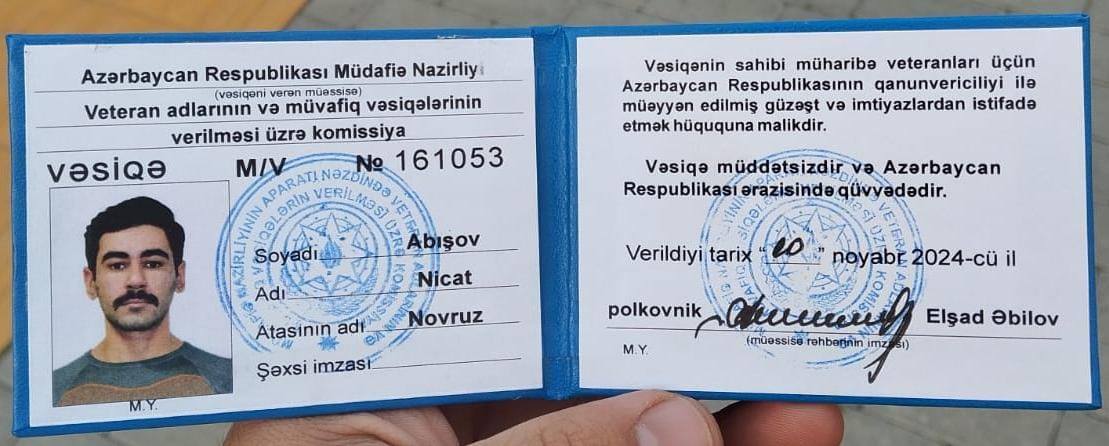 Azərbaycan Respublikası Müdafiə Nazirliy
(vəsiqəni verən müəssisə)
Veteran adlarının və müvafiq vəsiqələrinin
verilməsi üzrə komissiya
VƏSİQƏ M/V № 161053
Soyadı Abışov
Adı Nicat
Atasının adı Novruz
Şəxsi imzası
M.Y.
Vəsiqənin sahibi müharibə veteranları üçün
Azərbaycan Respublikasının qanunvericiliyi ilə
müəyyən edilmiş güzəşt və imtiyazlardan istifadə
etmək hüququna malikdir.
Vəsiqə müddətsizdir və Azərbaycan
Respublikası ərazisində qüvvədədir.
Verildiyi tarix " " noyabr 2024-cü il
polkovnik Elşad Əbilov
(müəssisə rəhbərinin imzası)
M.Y.